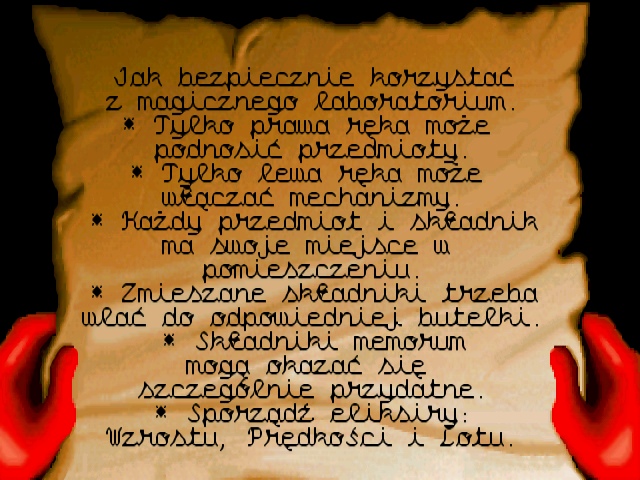 Jak bezpiecznie korzystać
z magicznego laboratorium.
* Tylko prawa ręka może
podnosić przedmioty.
* Tylko lewa ręka może
włączać mechanizmy.
* Każdy przedmiot i składnik
ma swoje miejsce w
pomieszczeniu.
* Zmieszane składniki trzeba
wlać do odpowiedniej butelki.
* Składniki memorum
mogą okazać się
szczególnie przydatne.
* Sporządź eliksiry:
Wzrostu, Prędkości i Lotu.